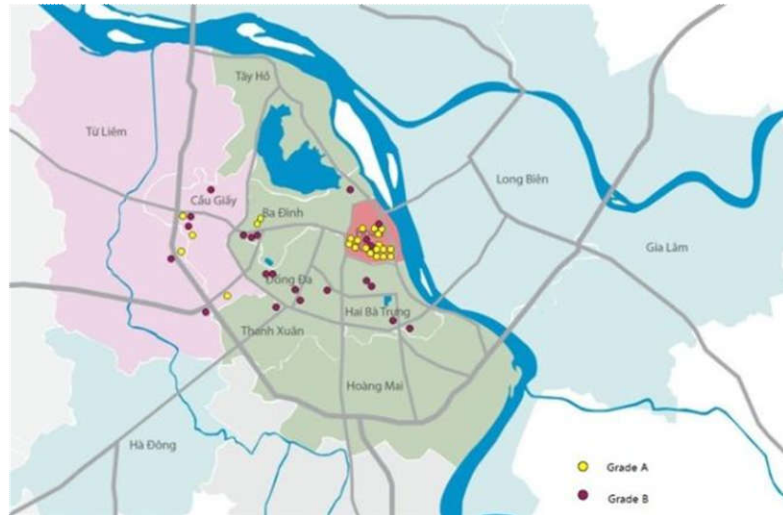 Tây Hồ
Từ Liêm
Long Biên
Cầu Giấy
Ba Đình
Gia Lâm
Đống Đa
Hai Bà Trưng
Thanh Xuân
Hoàng Mai
Hà Đông
Grade A
Grade B